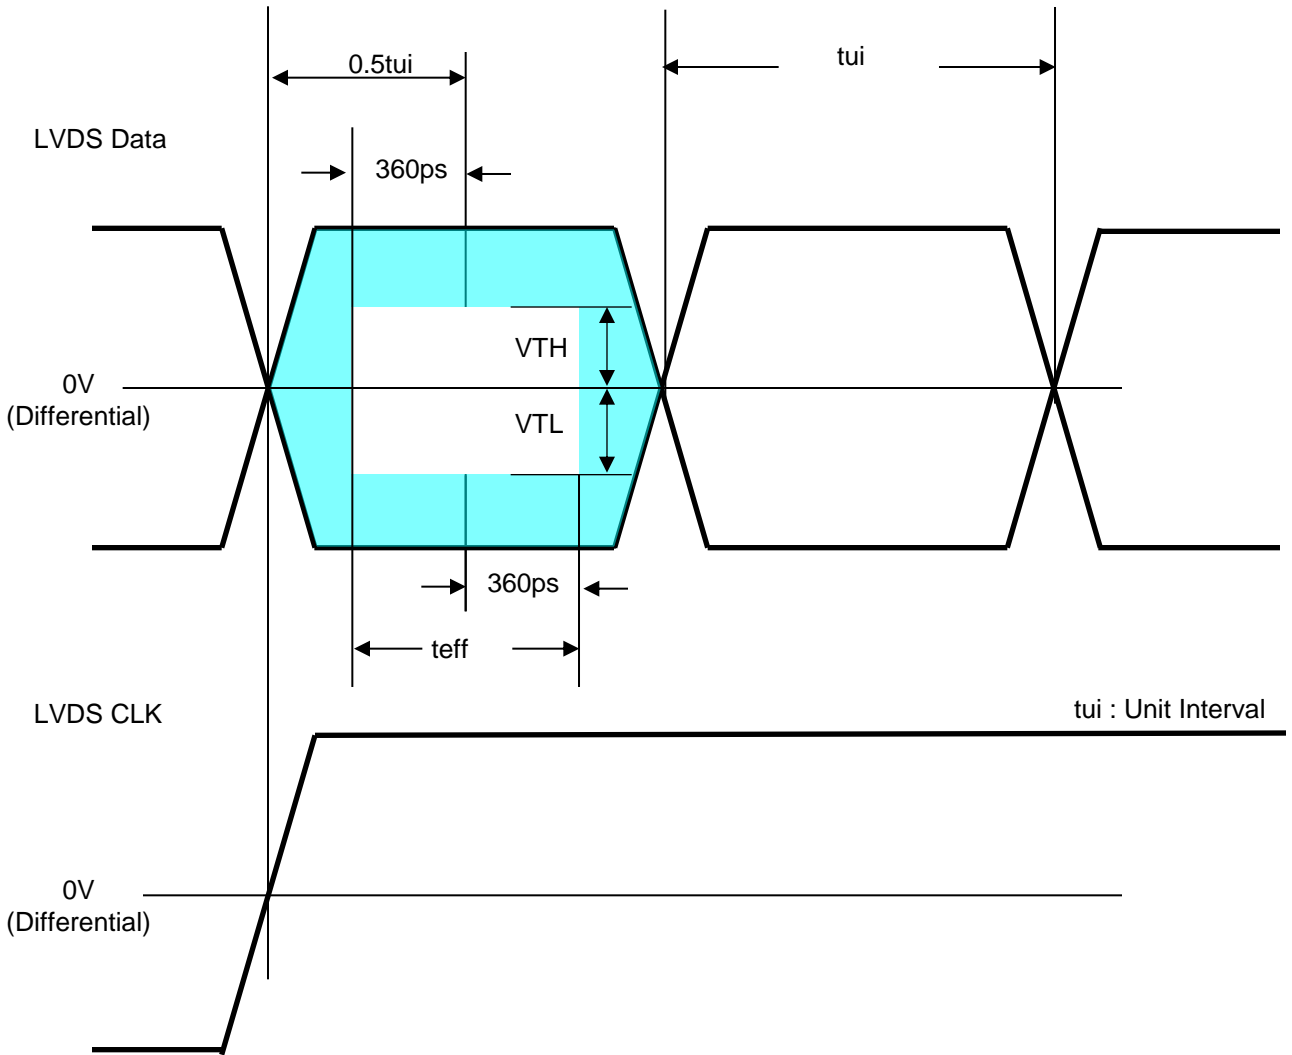 0.5tui
tui
LVDS Data
360ps
VTH
0V
(Differential)
VTL
360ps
teff
LVDS CLK
tui : Unit Interval
0V
(Differential)